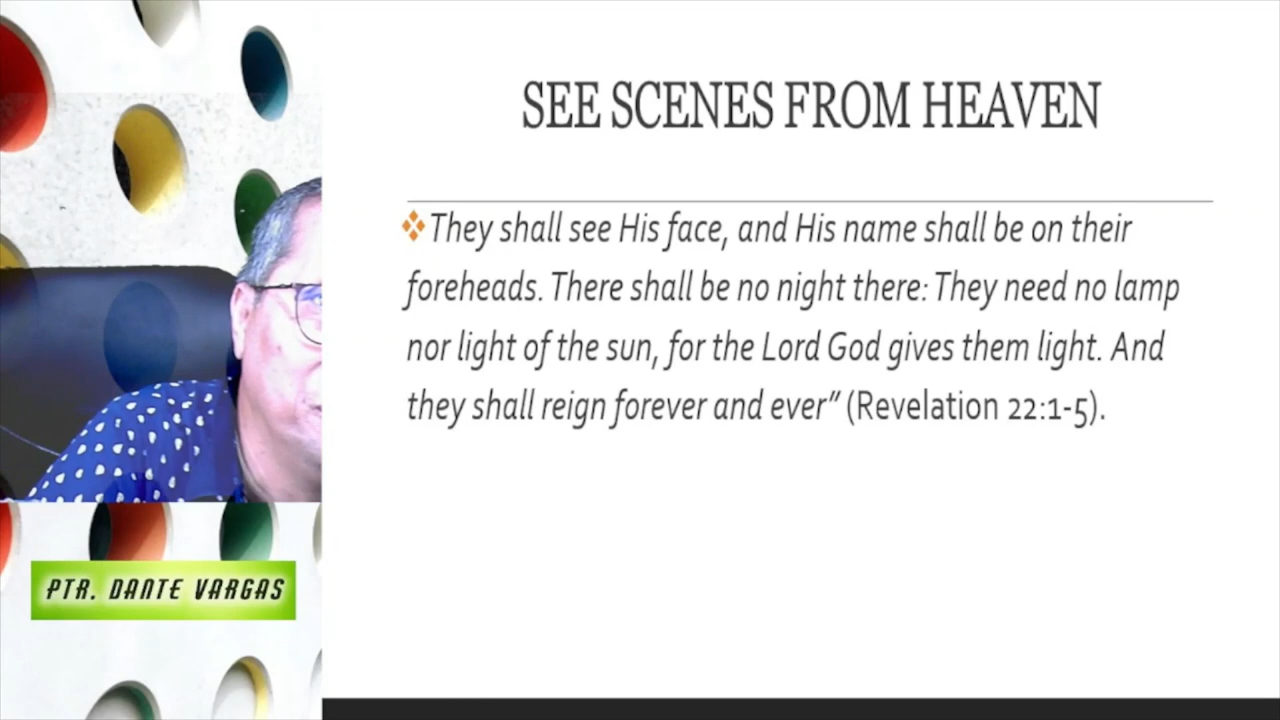 SEE SCENES FROM HEAVEN
❖They shall see His face, and His name shall be on their
foreheads. There shall be no night there: They need no lamp
nor light of the sun, for the Lord God gives them light. And
they shall reign forever and ever” (Revelation 22:1-5).
PTR. DANTE VARGAS